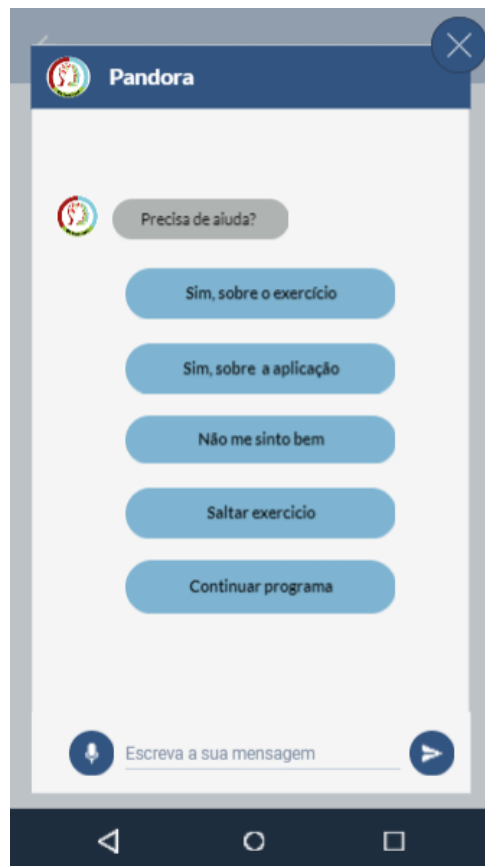 Pandora
Precisa de aiuda?
Sim, sobre o exercício
Sim, sobre a aplicação
Não me sinto bem
Saltar exercicio
Continuar programa
Escreva a sua mensagem